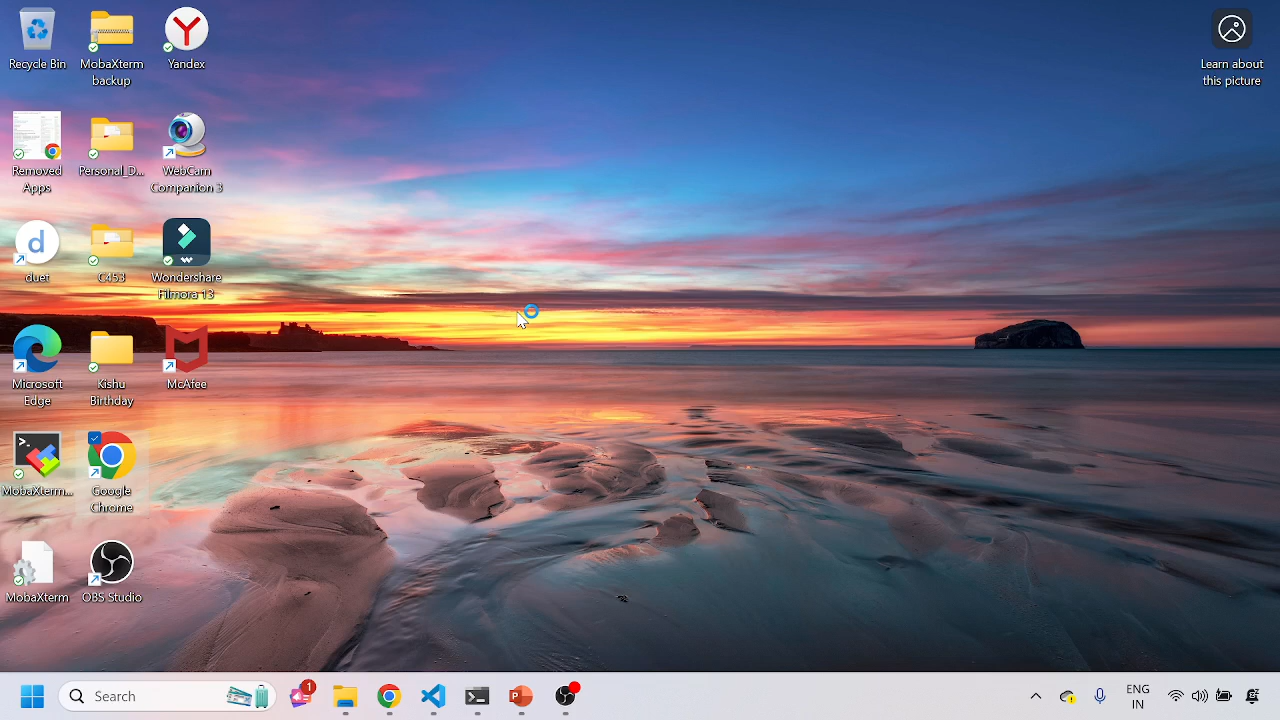 Recycle Bin
MobaXterm
backup
Yandex
Learn about
this picture
Removed
Apps
Personal_D...
WebCam
Companion 3
duet
C453
Wondershare
Filmora 13
Microsoft
Edge
Kishu
Birthday
McAfee
MobaXterm...
Google
Chrome
MobaXterm
OBS Studio
Search
1
ENG
IN